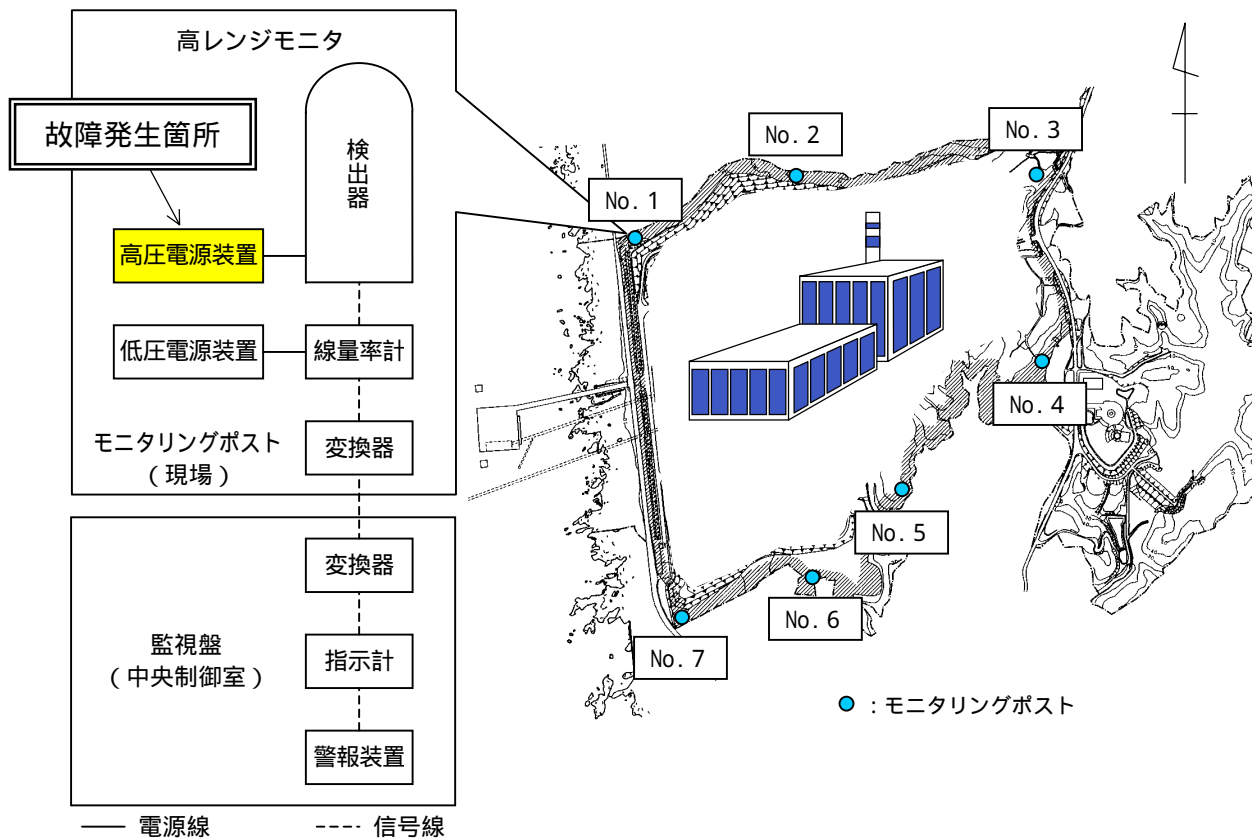 高レンジモニタ
故障発生箇所
検出器
高圧電源装置
低圧電源装置
線量率計
変換器
モニタリングポスト
（現場）
変換器
監視盤
（中央制御室）
指示計
警報装置
電源線
信号線
No. 1
No. 2
No. 3
No. 4
No. 5
No. 6
No. 7
：モニタリングポスト